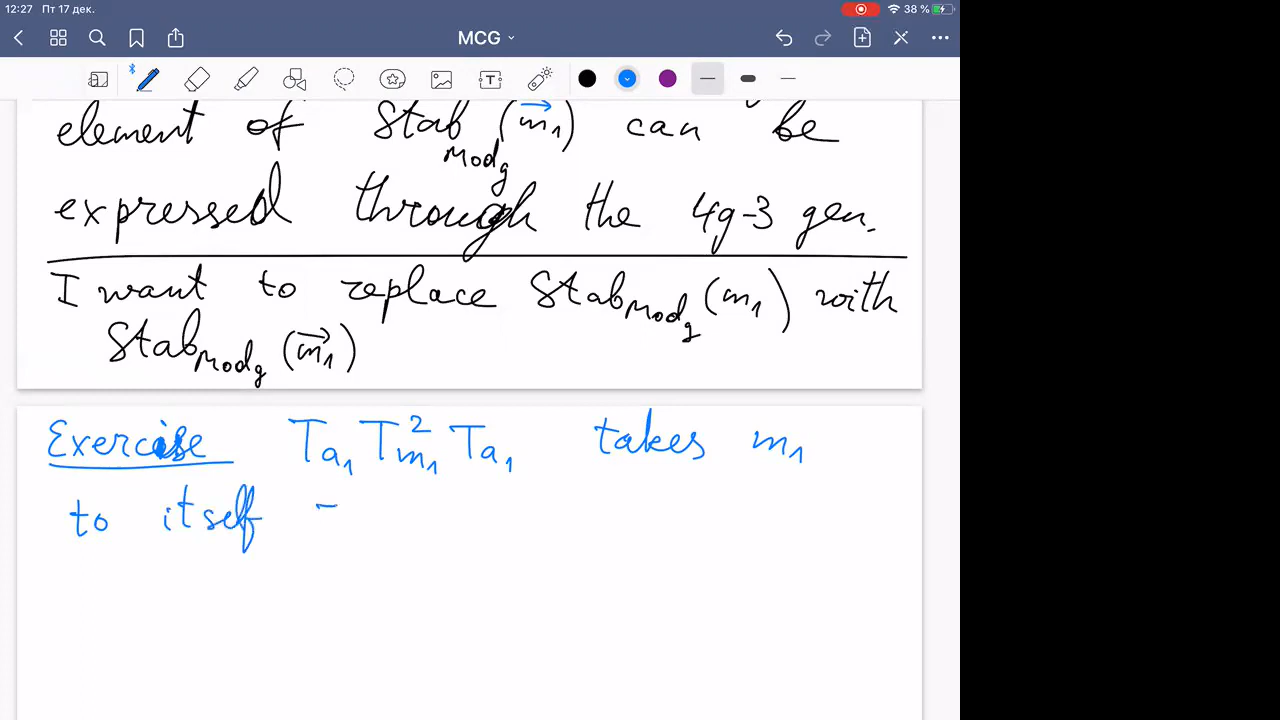 12:27 Пт 17 дек. 38 %
MCG
element of Stab_{Mod_g} (\vec{m_1}) can be
expressed through the 4g-3 gen.
I want to replace Stab_{Mod_g} (m_1) with
Stab_{Mod_g} (\vec{m_1})
Exercise T_{a_1} T_{m_1}^2 T_{a_1} takes m_1
to itself